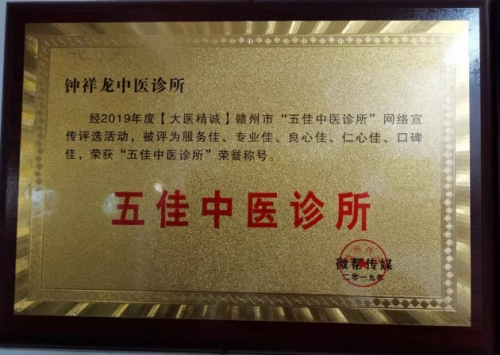 钟祥龙中医诊所
经2019年度【大医精诚】赣州市“五佳中医诊所”网络宣
传评选活动，被评为服务佳、专业佳、良心佳、仁心佳、口碑
佳，荣获“五佳中医诊所”荣誉称号。
五佳中医诊所
微帮传媒
二零一九年